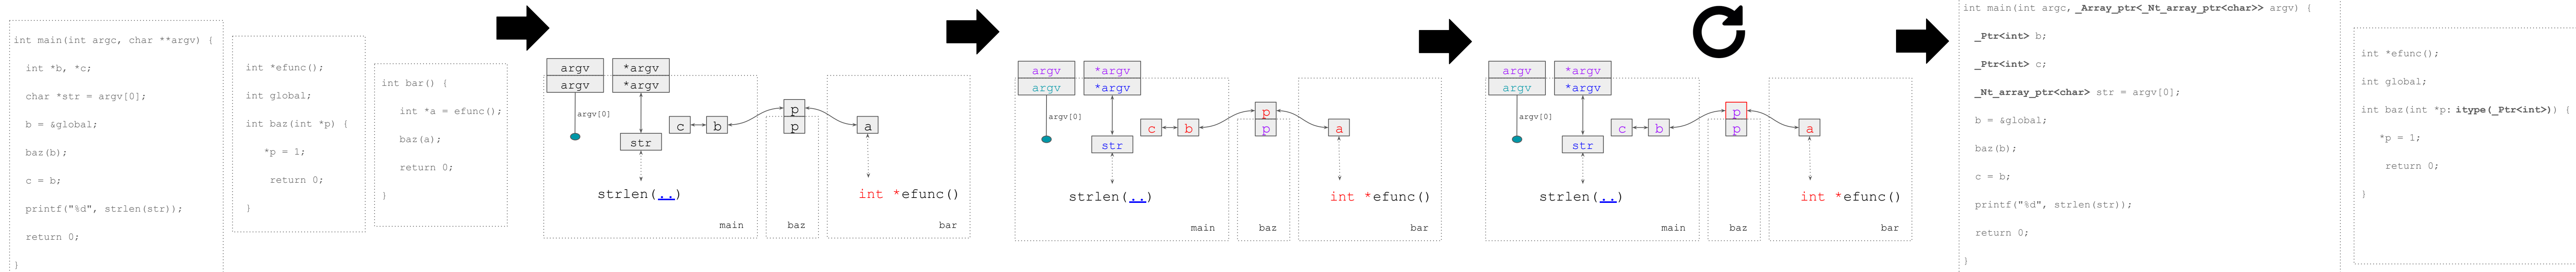 int main(int argc, char **argv) {
int *b, *c;
char *str = argv[0];
b = &global;
baz(b);
c = b;
printf("%d", strlen(str));
return 0;
}
int *efunc();
int global;
int baz(int *p) {
*p = 1;
return 0;
}
int bar() {
int *a = efunc();
baz(a);
return 0;
}
argv
*argv
argv
*argv
argv[0]
c
b
p
p
a
str
strlen(..)
int *efunc()
main
baz
bar
argv
*argv
argv
*argv
argv[0]
c
b
p
p
a
str
strlen(..)
int *efunc()
main
baz
bar
argv
*argv
argv
*argv
argv[0]
c
b
p
p
a
str
strlen(..)
int *efunc()
main
baz
bar
int main(int argc, _Array_ptr<_Nt_array_ptr<char>> argv) {
_Ptr<int> b;
_Ptr<int> c;
_Nt_array_ptr<char> str = argv[0];
b = &global;
baz(b);
c = b;
printf("%d", strlen(str));
return 0;
}
int *efunc();
int global;
int baz(int *p: itype(_Ptr<int>)) {
*p = 1;
return 0;
}